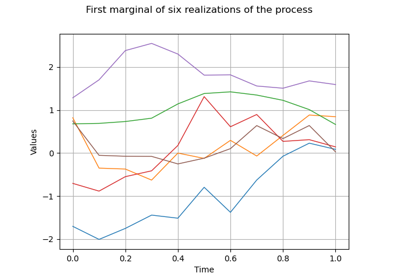 First marginal of six realizations of the process
Values
2
1
0
−1
−2
0.0 0.2 0.4 0.6 0.8 1.0
Time